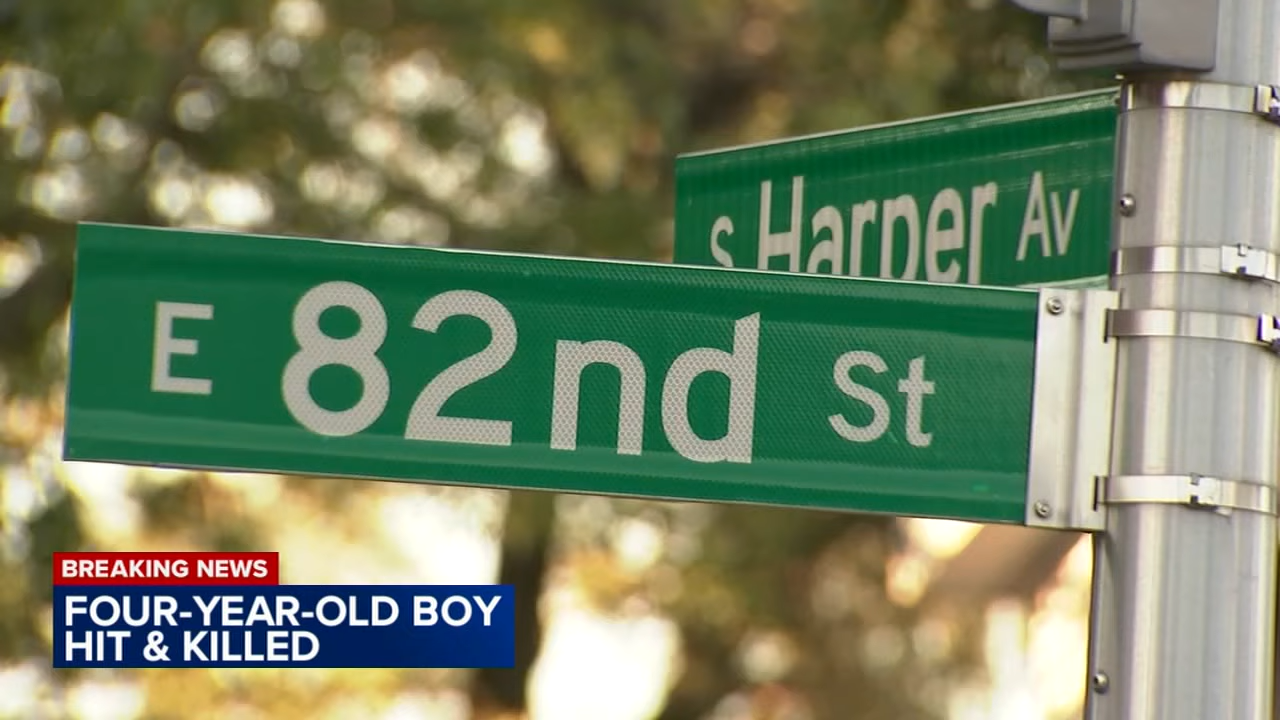 S Harper Av
E 82nd St
BREAKING NEWS
FOUR-YEAR-OLD BOY
HIT & KILLED